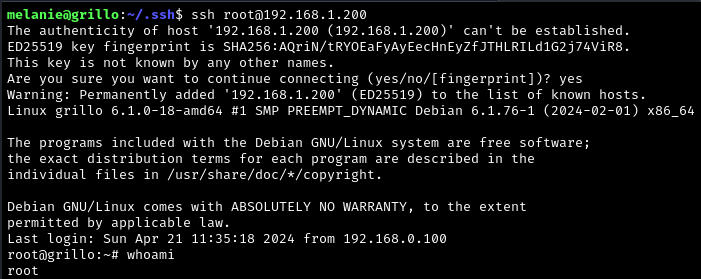 melanie@grillo:~/.ssh$ ssh root@192.168.1.200
The authenticity of host '192.168.1.200 (192.168.1.200)' can't be established.
ED25519 key fingerprint is SHA256:AQriN/tRYOEaFyAyEecHnEyZfJTHLRILd1G2j74ViR8.
This key is not known by any other names.
Are you sure you want to continue connecting (yes/no/[fingerprint])? yes
Warning: Permanently added '192.168.1.200' (ED25519) to the list of known hosts.
Linux grillo 6.1.0-18-amd64 #1 SMP PREEMPT_DYNAMIC Debian 6.1.76-1 (2024-02-01) x86_64

The programs included with the Debian GNU/Linux system are free software;
the exact distribution terms for each program are described in the
individual files in /usr/share/doc/*/copyright.

Debian GNU/Linux comes with ABSOLUTELY NO WARRANTY, to the extent
permitted by applicable law.
Last login: Sun Apr 21 11:35:18 2024 from 192.168.0.100
root@grillo:~# whoami
root